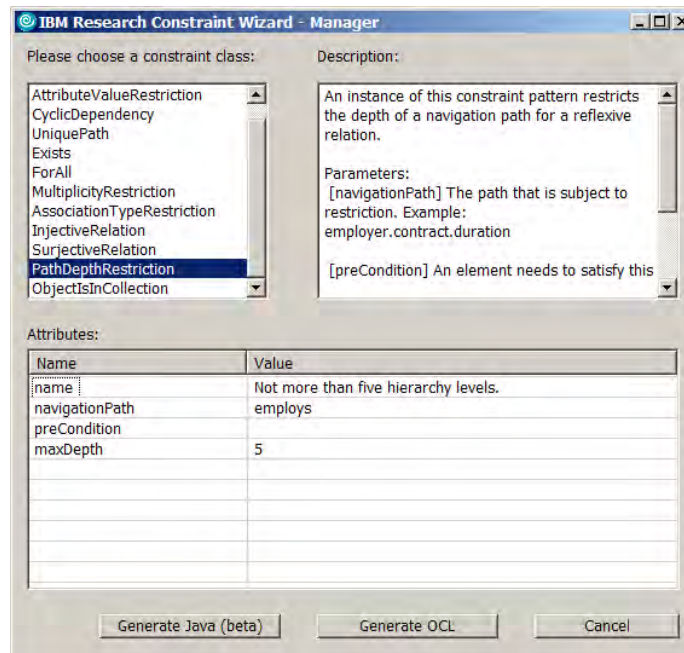 IBM Research Constraint Wizard - Manager
Please choose a constraint class:
Description:
AttributeValueRestriction
CyclicDependency
UniquePath
Exists
ForAll
MultiplicityRestriction
AssociationTypeRestriction
InjectiveRelation
SurjectiveRelation
PathDepthRestriction
ObjectIsInCollection
An instance of this constraint pattern restricts
the depth of a navigation path for a reflexive
relation.
Parameters:
[navigationPath] The path that is subject to
restriction. Example:
employer.contract.duration
[preCondition] An element needs to satisfy this
Attributes:
Name Value
name Not more than five hierarchy levels.
navigationPath employs
preCondition
maxDepth 5
Generate Java (beta) Generate OCL Cancel